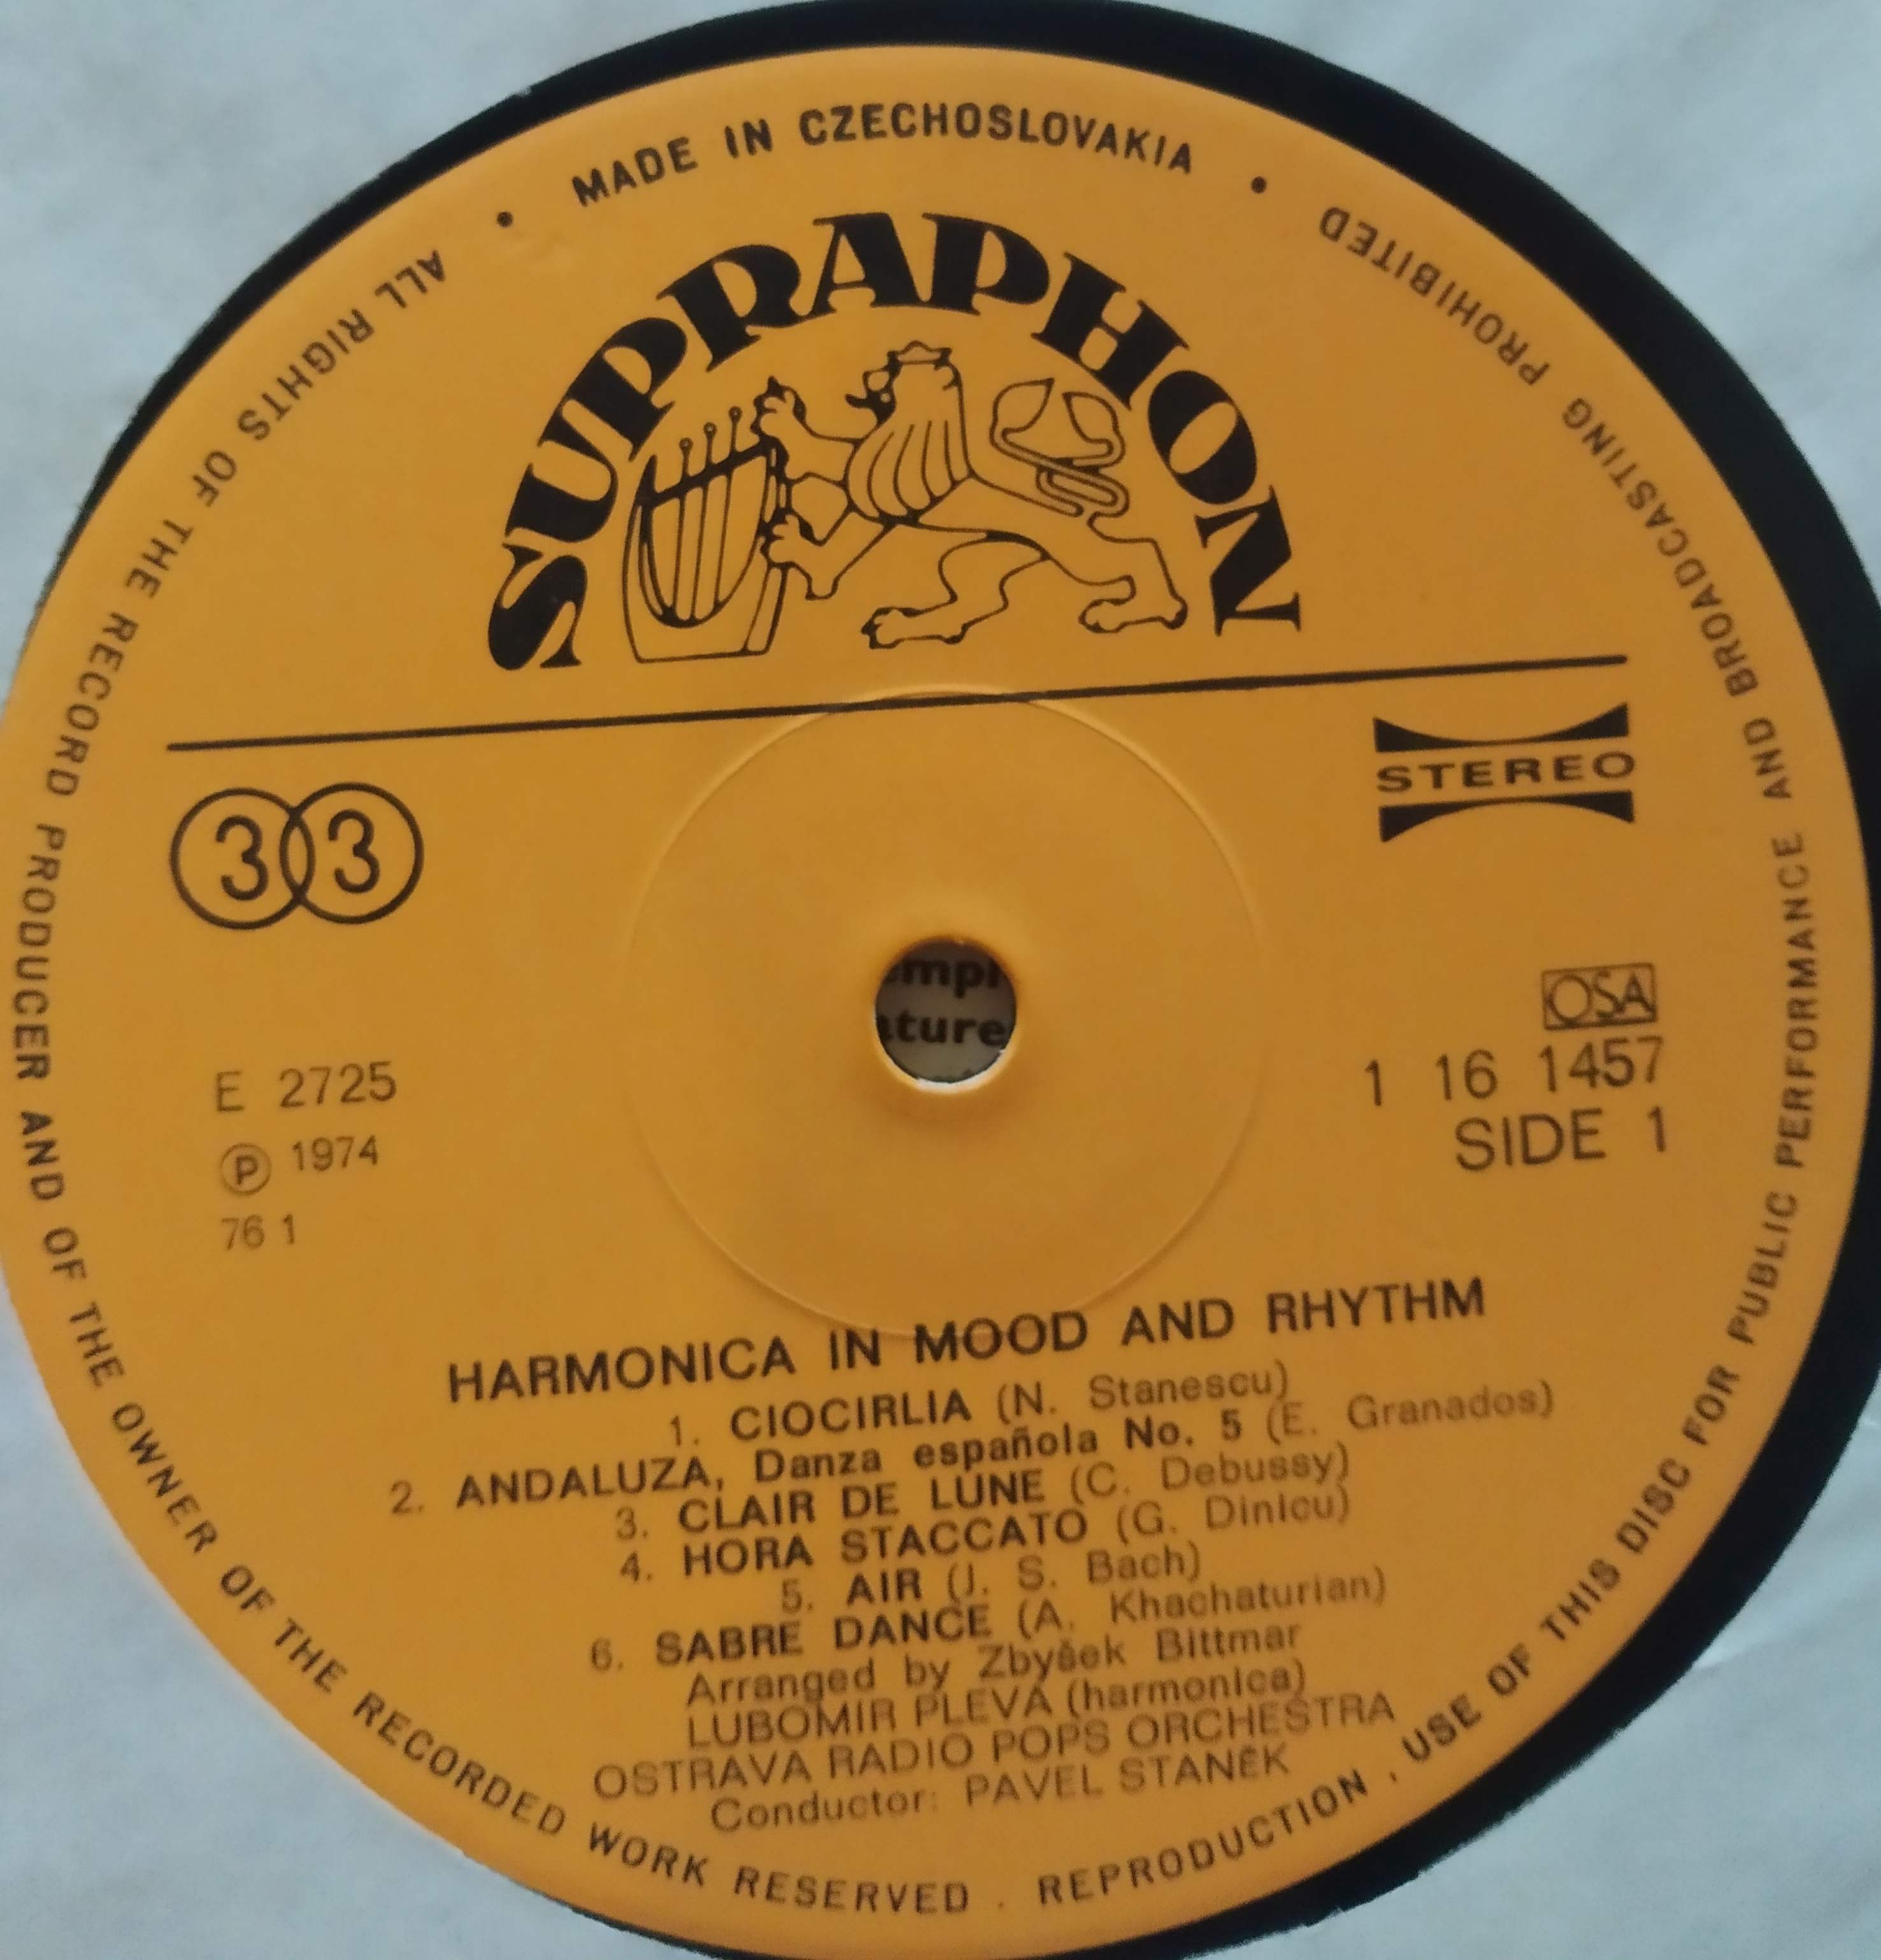 MADE IN CZECHOSLOVAKIA • PROHIBITED
ALL RIGHTS OF THE RECORD PRODUCER AND OF THE OWNER OF THE RECORDED WORK RESERVED . REPRODUCTION , USE OF THIS DISC FOR PUBLIC PERFORMANCE AND BROADCASTING
SUPRAPHON
33
STEREO
E 2725
Ⓟ 1974
76 1
OSA
1 16 1457
SIDE 1
HARMONICA IN MOOD AND RHYTHM
1. CIOCIRLIA (N. Stanescu)
2. ANDALUZA, Danza española No. 5 (E. Granados)
3. CLAIR DE LUNE (C. Debussy)
4. HORA STACCATO (G. Dinicu)
5. AIR (J. S. Bach)
6. SABRE DANCE (A. Khachaturian)
Arranged by Zbyšek Bittmar
LUBOMIR PLEVA (harmonica)
OSTRAVA RADIO POPS ORCHESTRA
Conductor: PAVEL STANĚK